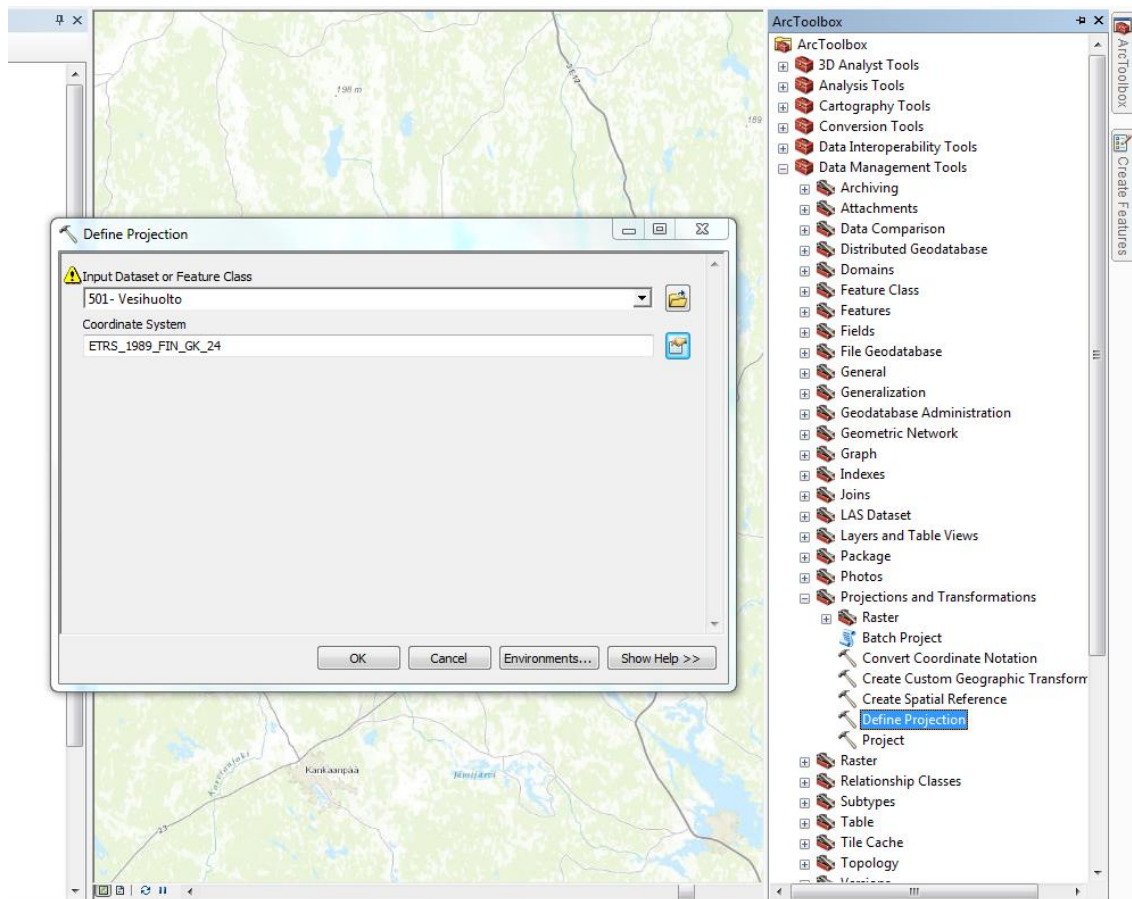 198 m
3·E12
189
Define Projection
Input Dataset or Feature Class
501- Vesihuolto
Coordinate System
ETRS_1989_FIN_GK_24
OK
Cancel
Environments...
Show Help >>
Kankaanpää
Jämijärvi
23
ArcToolbox
ArcToolbox
3D Analyst Tools
Analysis Tools
Cartography Tools
Conversion Tools
Data Interoperability Tools
Data Management Tools
Archiving
Attachments
Data Comparison
Distributed Geodatabase
Domains
Feature Class
Features
Fields
File Geodatabase
General
Generalization
Geodatabase Administration
Geometric Network
Graph
Indexes
Joins
LAS Dataset
Layers and Table Views
Package
Photos
Projections and Transformations
Raster
Batch Project
Convert Coordinate Notation
Create Custom Geographic Transform
Create Spatial Reference
Define Projection
Project
Raster
Relationship Classes
Subtypes
Table
Tile Cache
Topology
Versions
ArcToolbox
Create Features